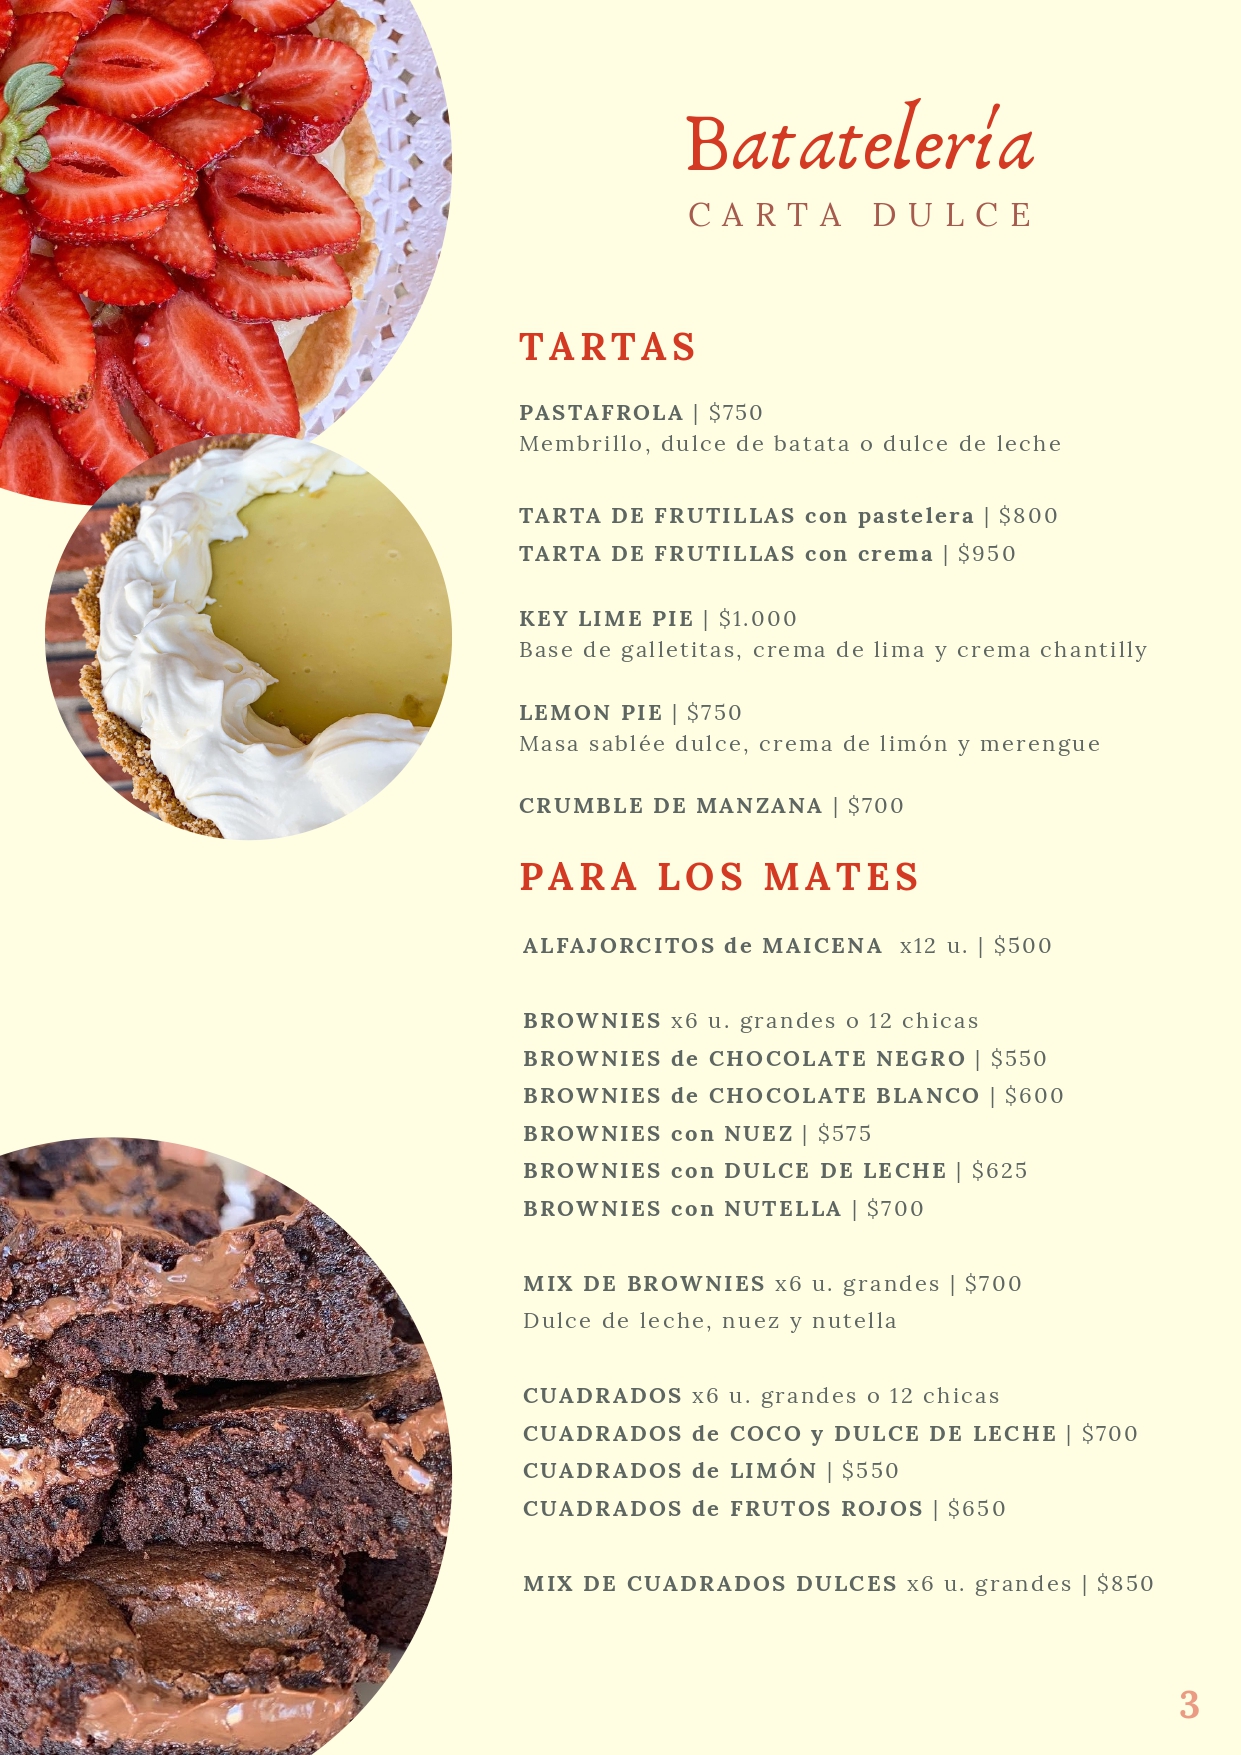 Batatelería
CARTA DULCE
TARTAS
PASTAFROLA | $750
Membrillo, dulce de batata o dulce de leche
TARTA DE FRUTILLAS con pastelera | $800
TARTA DE FRUTILLAS con crema | $950
KEY LIME PIE | $1.000
Base de galletitas, crema de lima y crema chantilly
LEMON PIE | $750
Masa sablée dulce, crema de limón y merengue
CRUMBLE DE MANZANA | $700
PARA LOS MATES
ALFAJORCITOS de MAICENA x12 u. | $500
BROWNIES x6 u. grandes o 12 chicas
BROWNIES de CHOCOLATE NEGRO | $550
BROWNIES de CHOCOLATE BLANCO | $600
BROWNIES con NUEZ | $575
BROWNIES con DULCE DE LECHE | $625
BROWNIES con NUTELLA | $700
MIX DE BROWNIES x6 u. grandes | $700
Dulce de leche, nuez y nutella
CUADRADOS x6 u. grandes o 12 chicas
CUADRADOS de COCO y DULCE DE LECHE | $700
CUADRADOS de LIMÓN | $550
CUADRADOS de FRUTOS ROJOS | $650
MIX DE CUADRADOS DULCES x6 u. grandes | $850
3